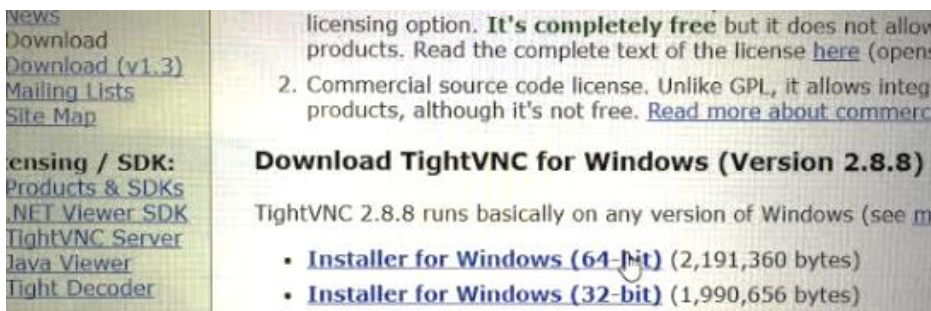 News
Download
Download (v1.3)
Mailing Lists
Site Map
ensing / SDK:
Products & SDKs
.NET Viewer SDK
TightVNC Server
Java Viewer
Tight Decoder
licensing option. It's completely free but it does not allow
products. Read the complete text of the license here (opens
2. Commercial source code license. Unlike GPL, it allows integ
products, although it's not free. Read more about commerc
Download TightVNC for Windows (Version 2.8.8)
TightVNC 2.8.8 runs basically on any version of Windows (see m
• Installer for Windows (64-bit) (2,191,360 bytes)
• Installer for Windows (32-bit) (1,990,656 bytes)